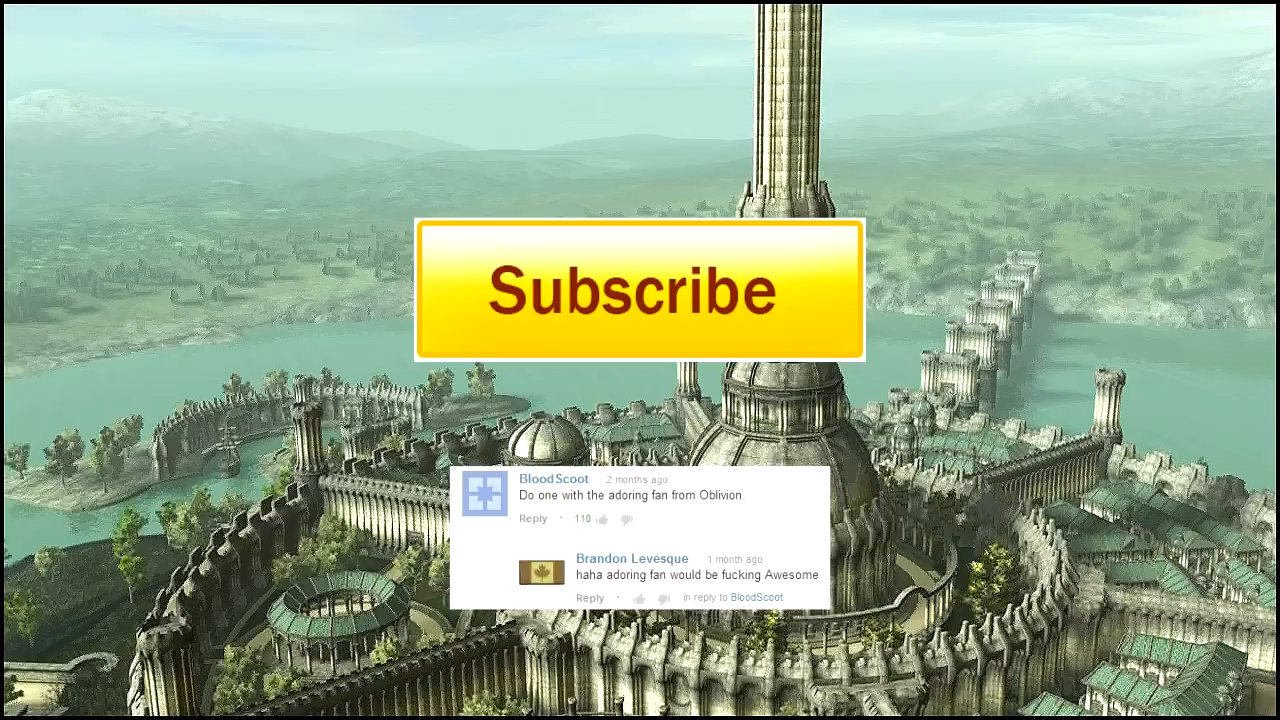 Subscribe
BloodScoot 2 months ago
Do one with the adoring fan from Oblivion.
Reply · 110
Brandon Levesque 1 month ago
haha adoring fan would be fucking Awesome
Reply · in reply to BloodScoot